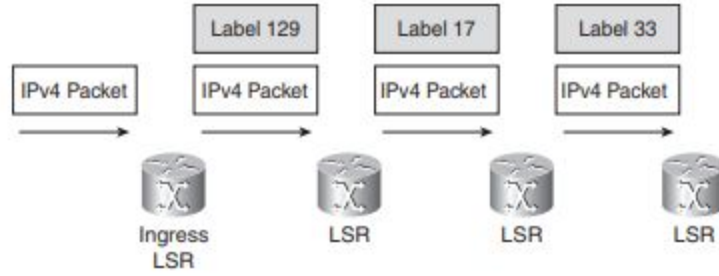 Label 129
Label 17
Label 33
IPv4 Packet
IPv4 Packet
IPv4 Packet
IPv4 Packet
Ingress
LSR
LSR
LSR
LSR